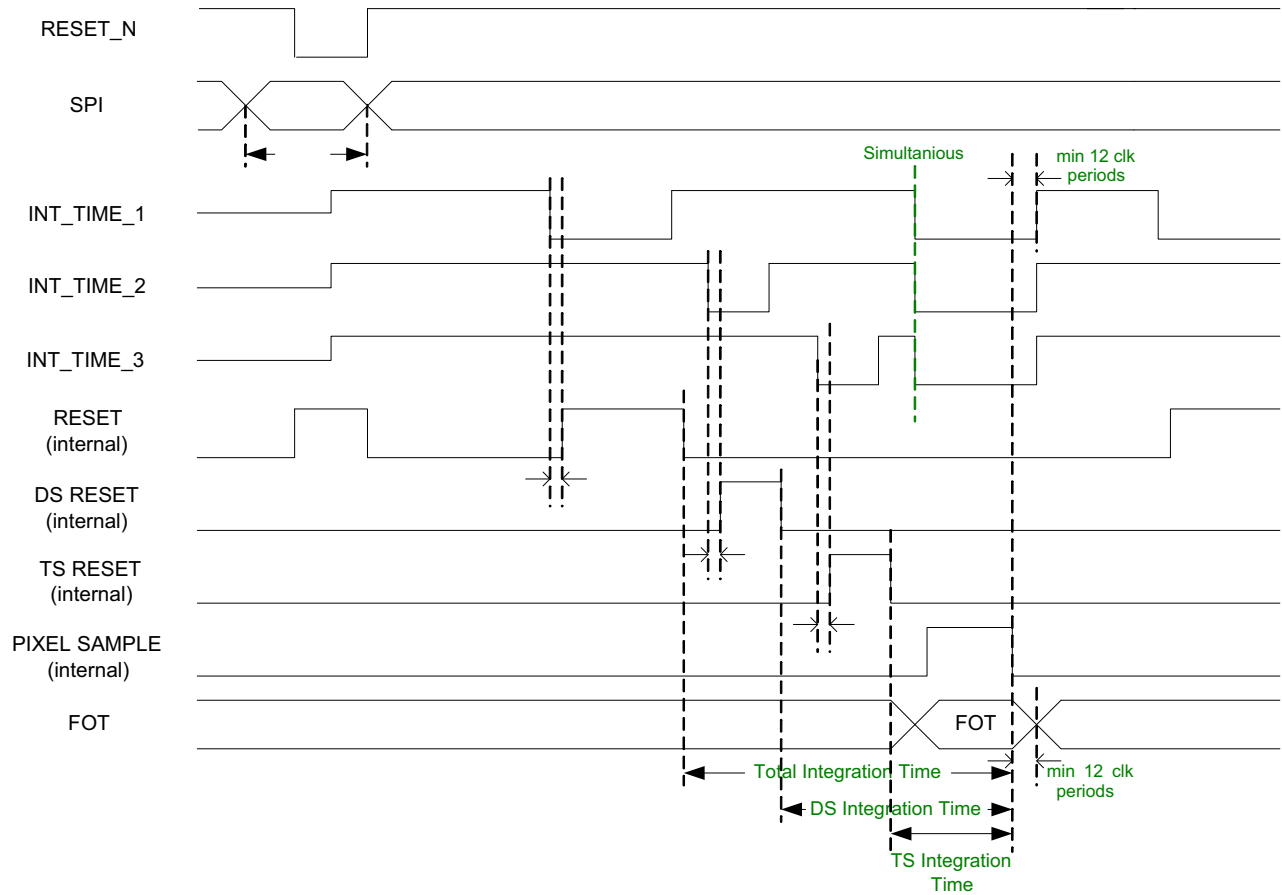 RESET_N
SPI
Simultanious
min 12 clk
periods
INT_TIME_1
INT_TIME_2
INT_TIME_3
RESET
(internal)
DS RESET
(internal)
TS RESET
(internal)
PIXEL SAMPLE
(internal)
FOT
FOT
Total Integration Time
min 12 clk
periods
DS Integration Time
TS Integration
Time